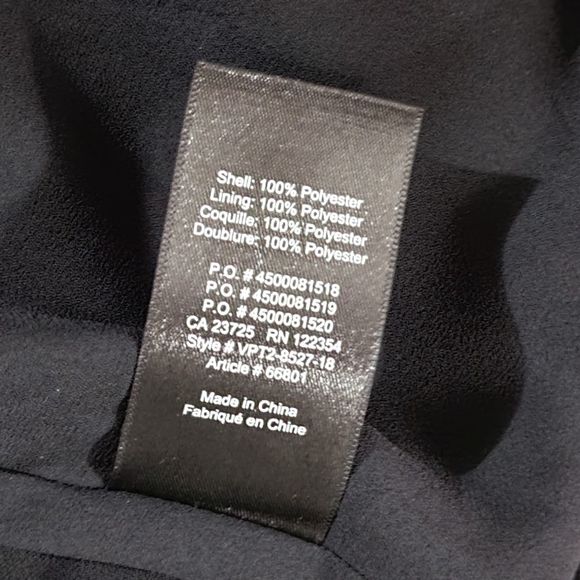 Shell: 100% Polyester
Lining: 100% Polyester
Coquille: 100% Polyester
Doublure: 100% Polyester
P.O. # 4500081518
P.O. # 4500081519
P.O. # 4500081520
CA 23725 RN 122354
Style # VPT2-8527-18
Article # 66801
Made in China
Fabriqué en Chine